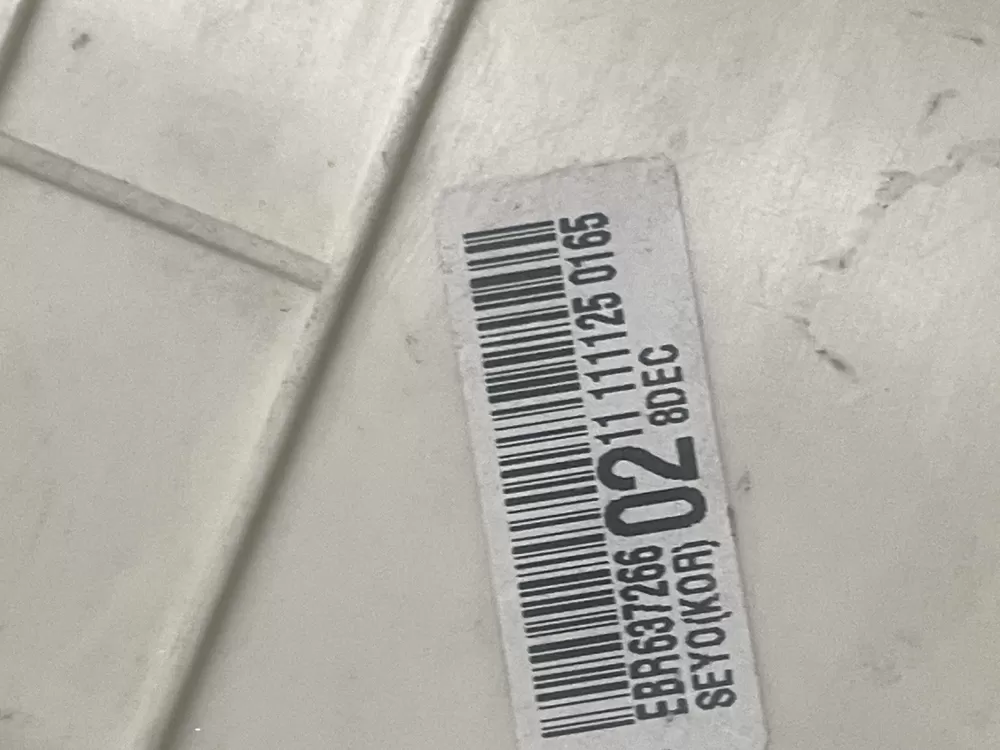 EBR637266 02 11 111125 0165
SEYO(KOR) 8DEC